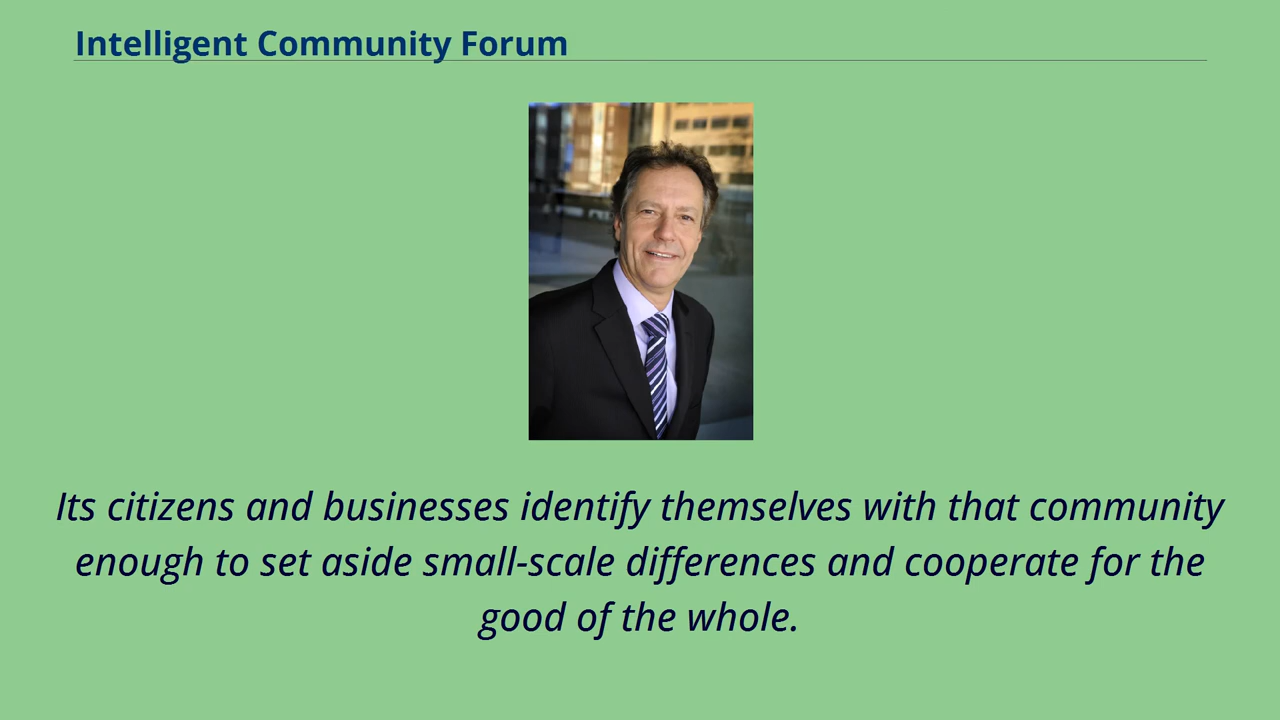 Intelligent Community Forum
Its citizens and businesses identify themselves with that community
enough to set aside small-scale differences and cooperate for the
good of the whole.